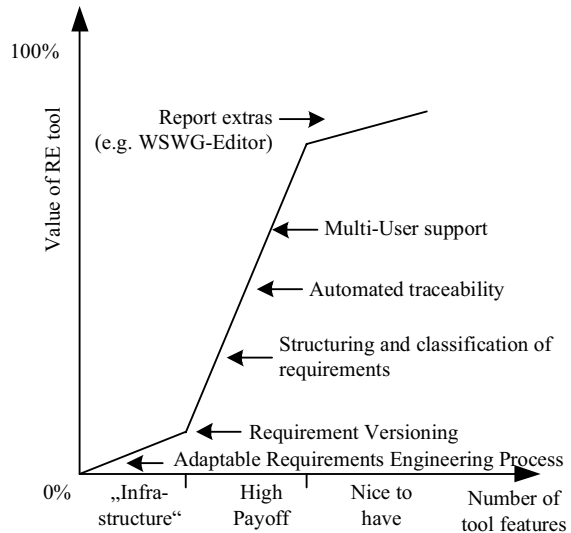 100%
Value of RE tool
Report extras
(e.g. WSWG-Editor)
Multi-User support
Automated traceability
Structuring and classification of
requirements
Requirement Versioning
Adaptable Requirements Engineering Process
0%
„Infra-
structure“
High
Payoff
Nice to
have
Number of
tool features